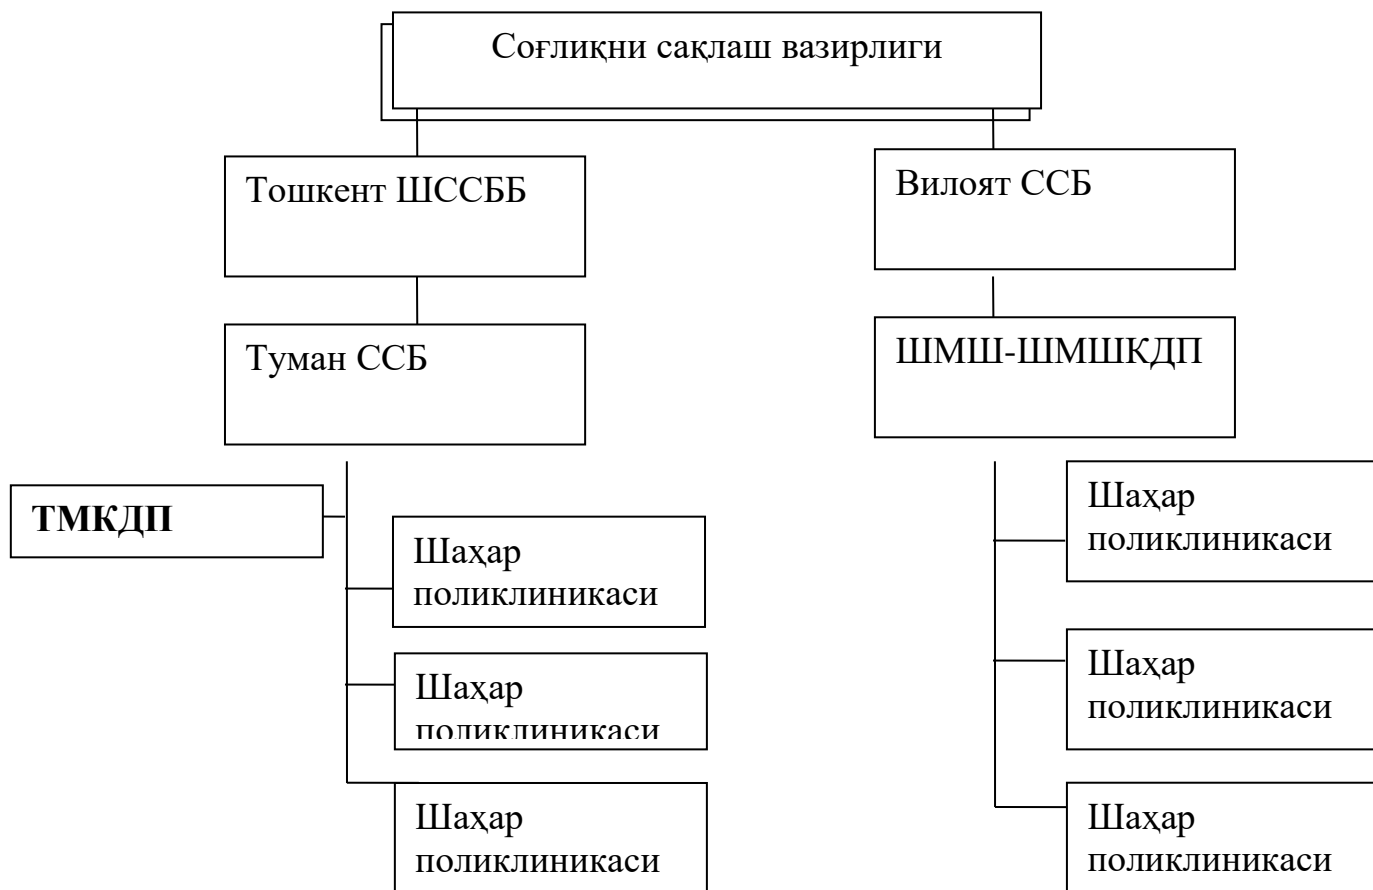 Соғлиқни сақлаш вазирлиги
Тошкент ШССББ
Вилоят ССБ
Туман ССБ
ШМШ-ШМШКДП
ТМКДП
Шаҳар
поликлиникаси
Шаҳар
поликлиникаси
Шаҳар
поликлиникаси
Шаҳар
поликлиникаси
Шаҳар
поликлиникаси
Шаҳар
поликлиникаси